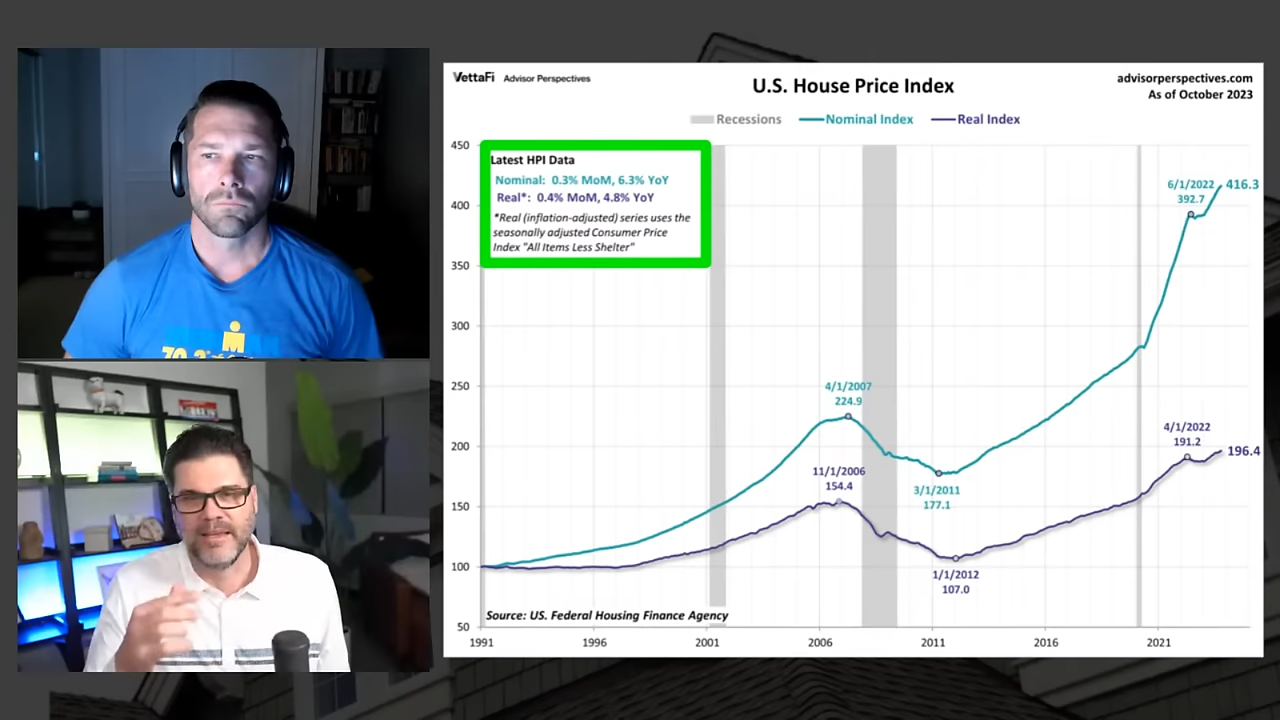 VettaFi Advisor Perspectives
U.S. House Price Index
advisorperspectives.com
As of October 2023
Recessions Nominal Index Real Index
Latest HPI Data
Nominal: 0.3% MoM, 6.3% YoY
Real*: 0.4% MoM, 4.8% YoY
*Real (inflation-adjusted) series uses the
seasonally adjusted Consumer Price
Index "All Items Less Shelter"
450
400
350
300
250
200
150
100
50
6/1/2022
392.7
416.3
4/1/2007
224.9
4/1/2022
191.2
196.4
11/1/2006
154.4
3/1/2011
177.1
1/1/2012
107.0
Source: US. Federal Housing Finance Agency
1991 1996 2001 2006 2011 2016 2021